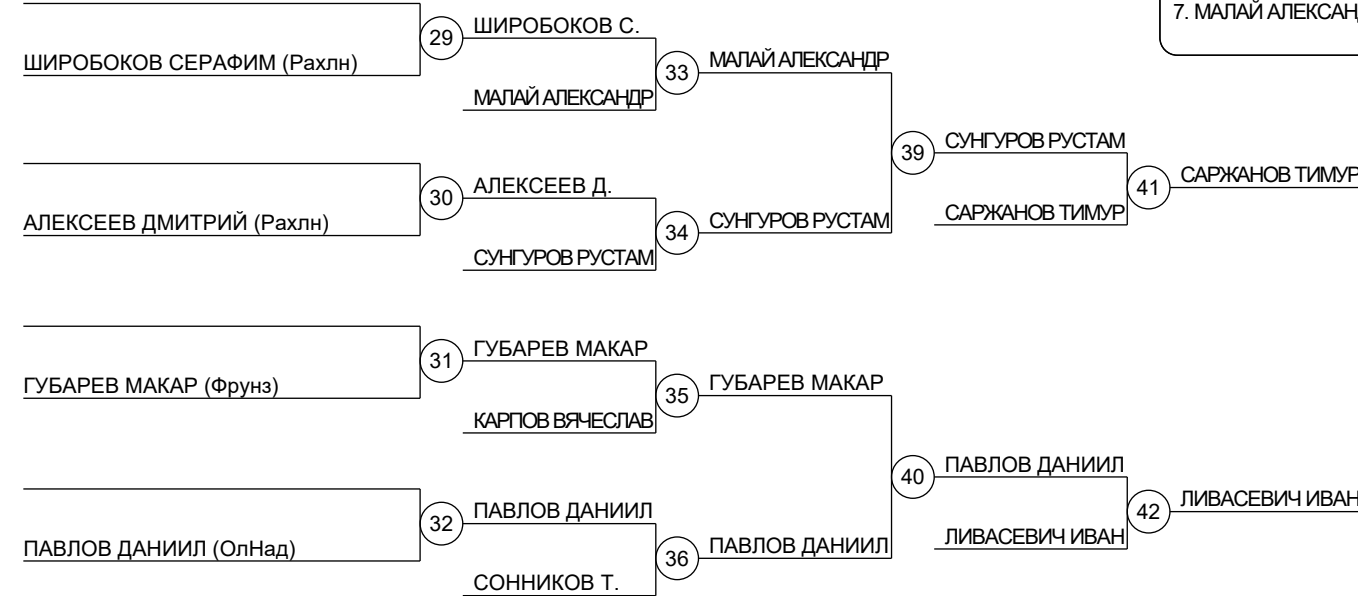 7. МАЛАЙ АЛЕКСАН
ШИРОБОКОВ С.
29
ШИРОБОКОВ СЕРАФИМ (Рахлн)
МАЛАЙ АЛЕКСАНДР
33
МАЛАЙ АЛЕКСАНДР
СУНГУРОВ РУСТАМ
39
САРЖАНОВ ТИМУР
41
АЛЕКСЕЕВ Д.
30
САРЖАНОВ ТИМУР
АЛЕКСЕЕВ ДМИТРИЙ (Рахлн)
СУНГУРОВ РУСТАМ
34
СУНГУРОВ РУСТАМ
ГУБАРЕВ МАКАР
31
ГУБАРЕВ МАКАР (Фрунз)
ГУБАРЕВ МАКАР
35
КАРПОВ ВЯЧЕСЛАВ
ПАВЛОВ ДАНИИЛ
40
ЛИВАСЕВИЧ ИВАН
42
ПАВЛОВ ДАНИИЛ
32
ЛИВАСЕВИЧ ИВАН
ПАВЛОВ ДАНИИЛ (ОлНад)
ПАВЛОВ ДАНИИЛ
36
СОННИКОВ Т.